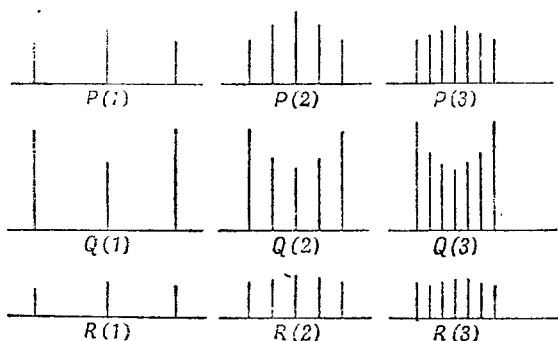 P(1) P(2) P(3)
Q(1) Q(2) Q(3)
R(1) R(2) R(3)